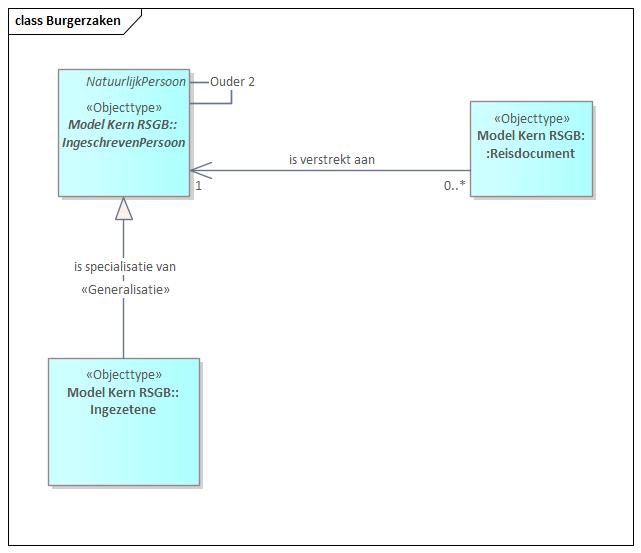 class Burgerzaken
NatuurlijkPersoon
Ouder 2
«Objecttype»
Model Kern RSGB::
IngeschrevenPersoon
«Objecttype»
Model Kern RSGB:
:Reisdocument
is verstrekt aan
1
0..*
is specialisatie van
«Generalisatie»
«Objecttype»
Model Kern RSGB::
Ingezetene